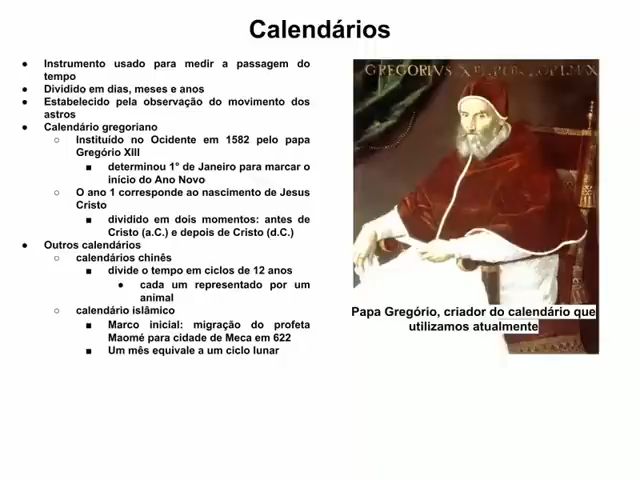 Calendários
● Instrumento usado para medir a passagem do
tempo
● Dividido em dias, meses e anos
● Estabelecido pela observação do movimento dos
astros
● Calendário gregoriano
○ Instituído no Ocidente em 1582 pelo papa
Gregório XIII
■ determinou 1° de Janeiro para marcar o
início do Ano Novo
○ O ano 1 corresponde ao nascimento de Jesus
Cristo
■ dividido em dois momentos: antes de
Cristo (a.C.) e depois de Cristo (d.C.)
● Outros calendários
○ calendários chinês
■ divide o tempo em ciclos de 12 anos
● cada um representado por um
animal
○ calendário islâmico
■ Marco inicial: migração do profeta
Maomé para cidade de Meca em 622
■ Um mês equivale a um ciclo lunar
GREGORIVS
Papa Gregório, criador do calendário que
utilizamos atualmente